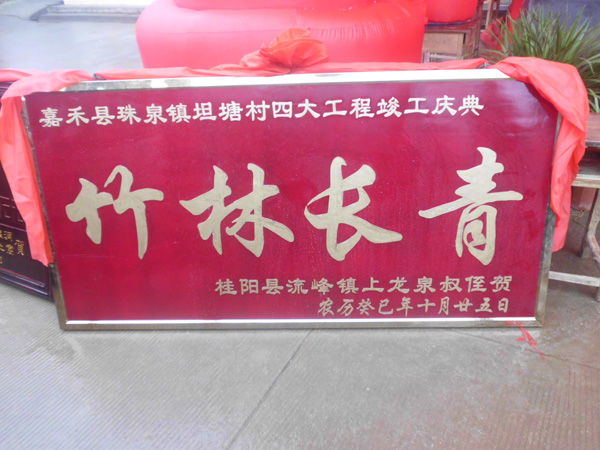 嘉禾县珠泉镇坦塘村四大工程竣工庆典
竹林长青
桂阳县流峰镇上龙泉叔侄贺
农历癸巳年十月廿五日